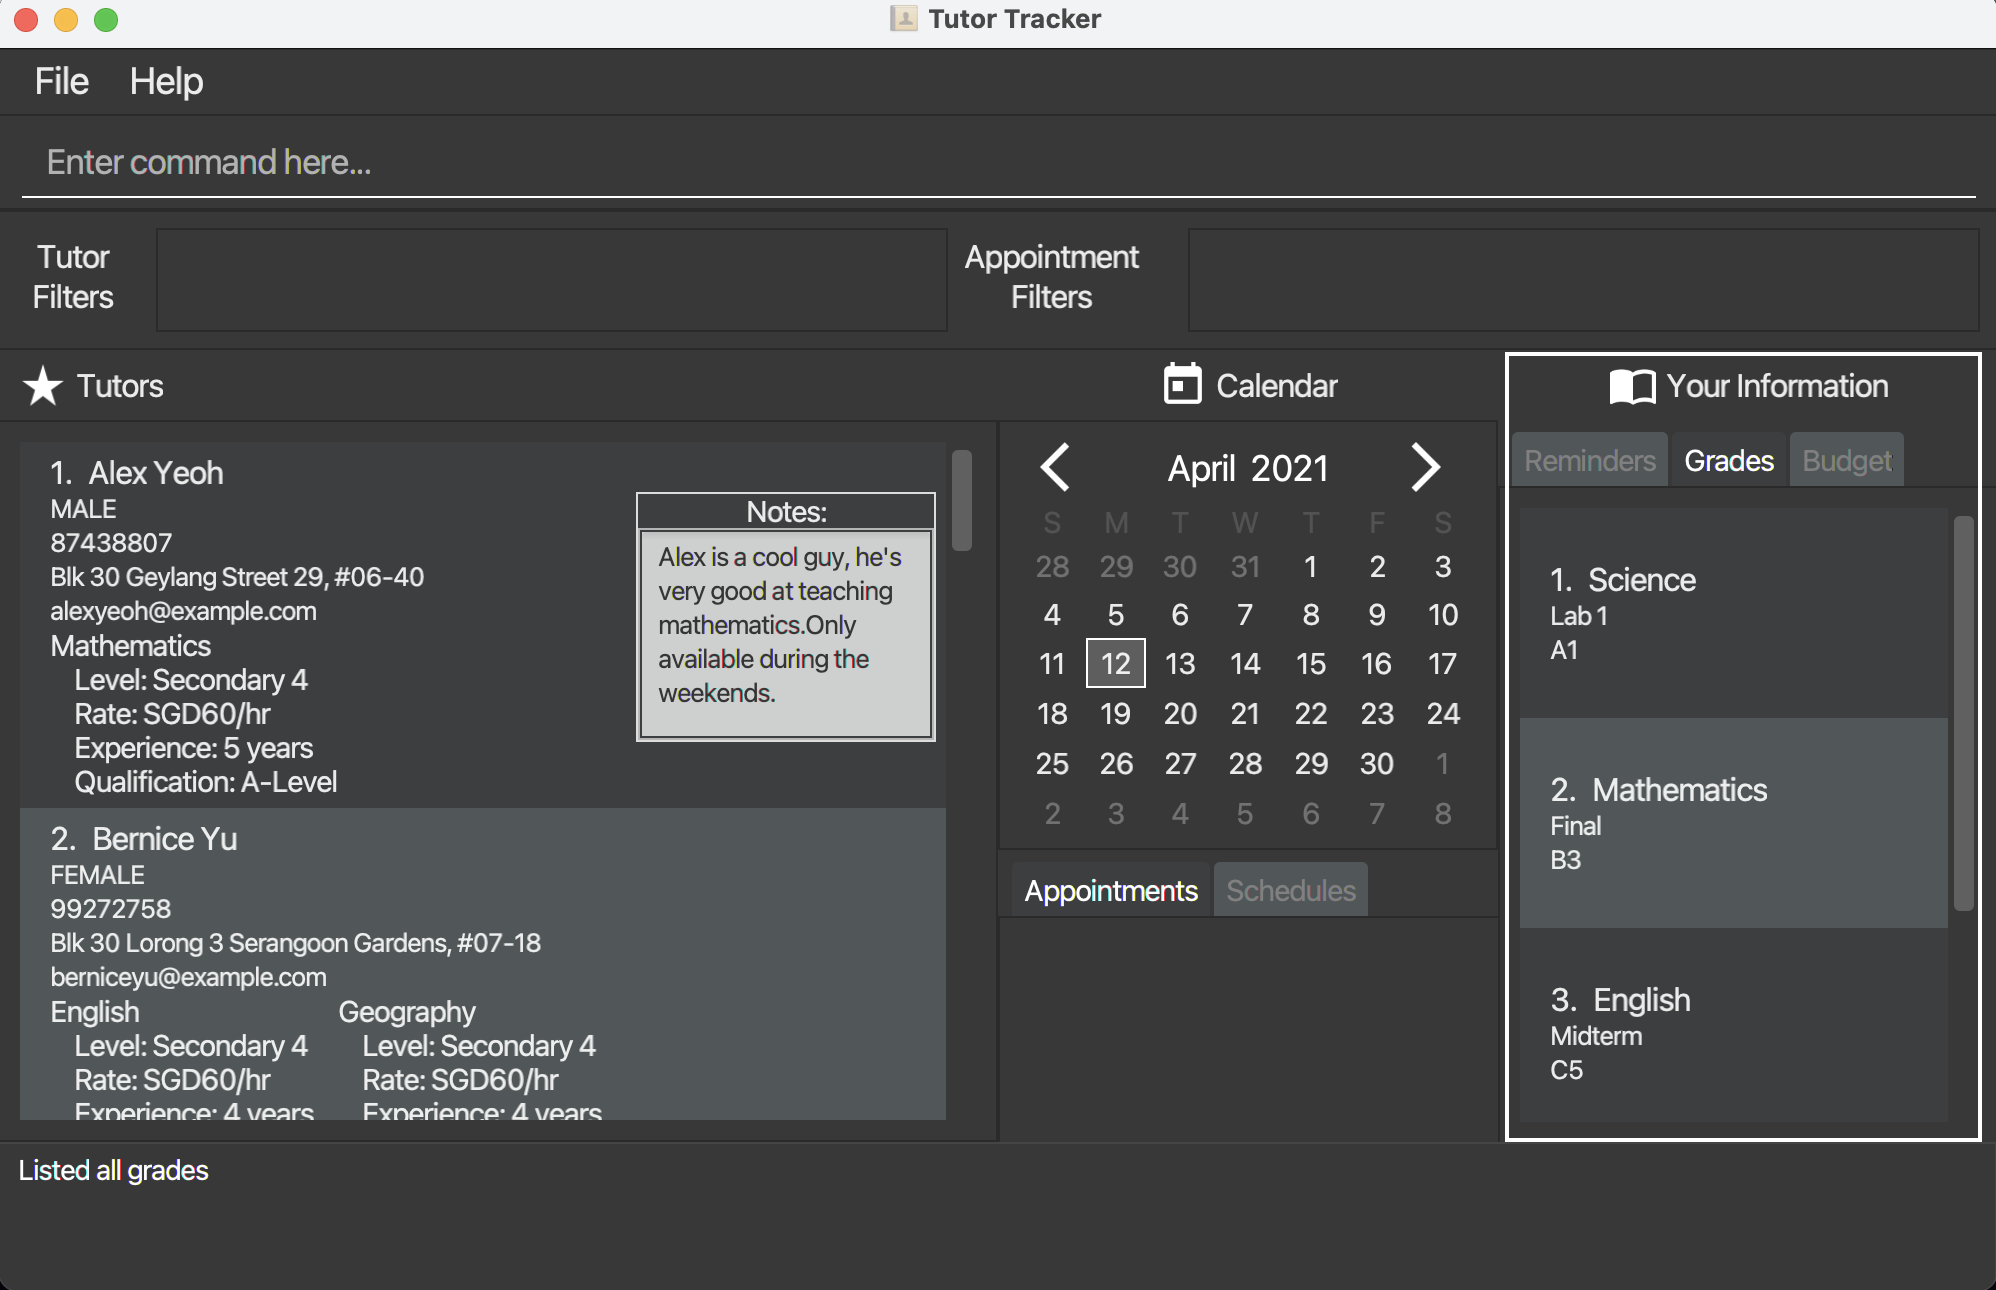 Tutor Tracker
File Help
Enter command here...
Tutor
Filters
Appointment
Filters
Tutors
1. Alex Yeoh
MALE
87438807
Blk 30 Geylang Street 29, #06-40
alexyeoh@example.com
Mathematics
Level: Secondary 4
Rate: SGD60/hr
Experience: 5 years
Qualification: A-Level
Notes:
Alex is a cool guy, he's
very good at teaching
mathematics.Only
available during the
weekends.
2. Bernice Yu
FEMALE
99272758
Blk 30 Lorong 3 Serangoon Gardens, #07-18
berniceyu@example.com
English Geography
Level: Secondary 4 Level: Secondary 4
Rate: SGD60/hr Rate: SGD60/hr
Experience: 4 years Experience: 4 years
Calendar
April 2021
S M T W T F S
28 29 30 31 1 2 3
4 5 6 7 8 9 10
11 12 13 14 15 16 17
18 19 20 21 22 23 24
25 26 27 28 29 30 1
2 3 4 5 6 7 8
Appointments Schedules
Your Information
Reminders Grades Budget
1. Science
Lab 1
A1
2. Mathematics
Final
B3
3. English
Midterm
C5
Listed all grades